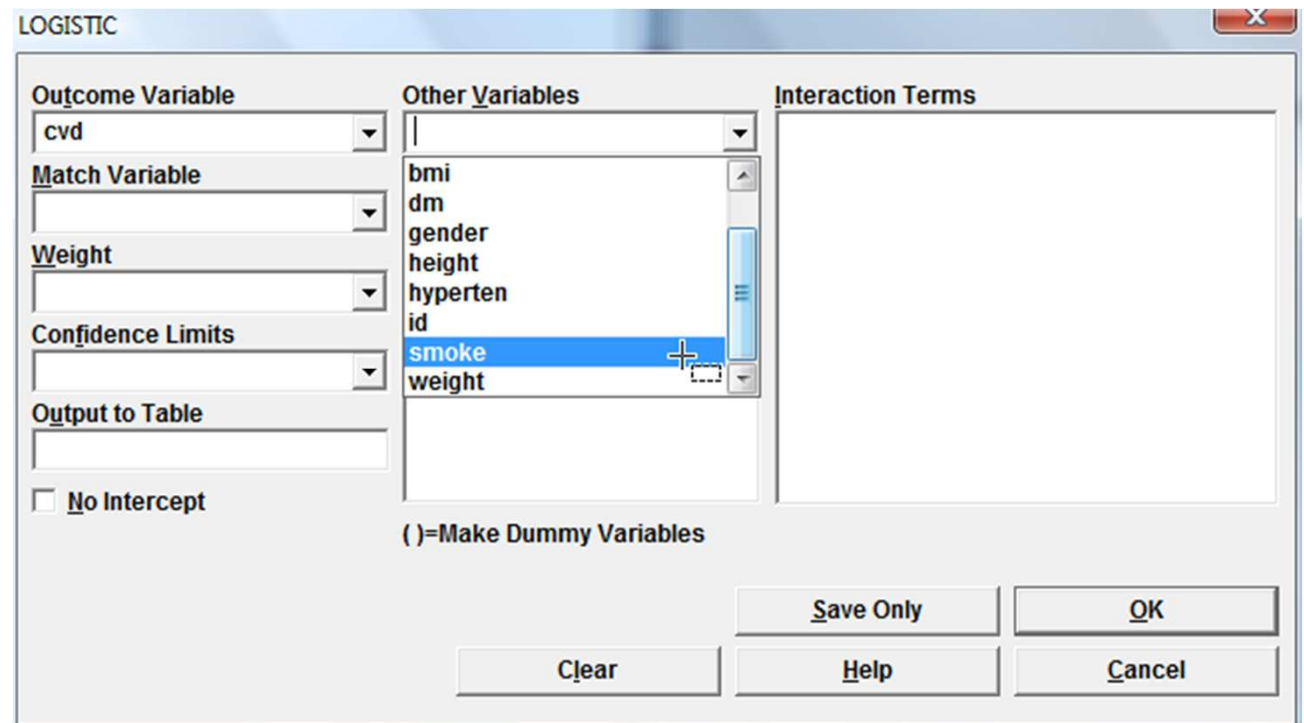 LOGISTIC
Outcome Variable
cvd
Match Variable
Weight
Confidence Limits
Output to Table
No Intercept
Other Variables
bmi
dm
gender
height
hyperten
id
smoke
weight
( )=Make Dummy Variables
Interaction Terms
Save Only
OK
Clear
Help
Cancel